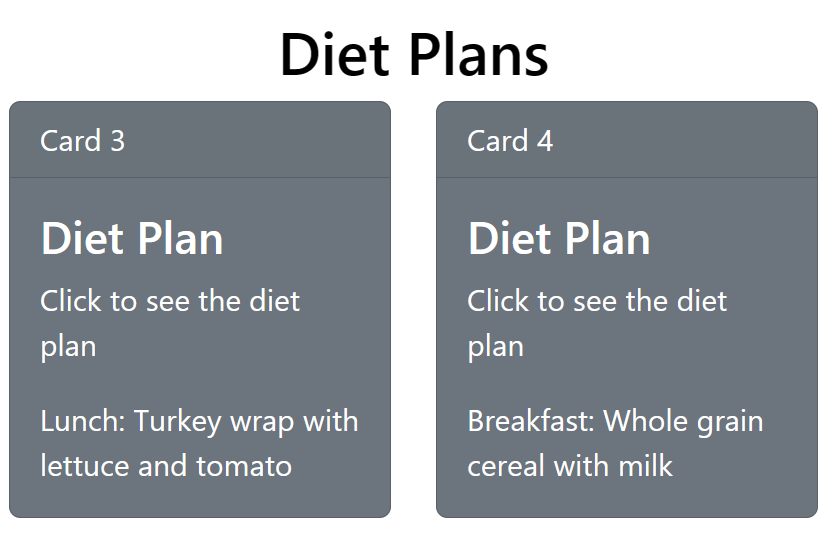 Diet Plans
Card 3
Diet Plan
Click to see the diet
plan
Lunch: Turkey wrap with
lettuce and tomato
Card 4
Diet Plan
Click to see the diet
plan
Breakfast: Whole grain
cereal with milk